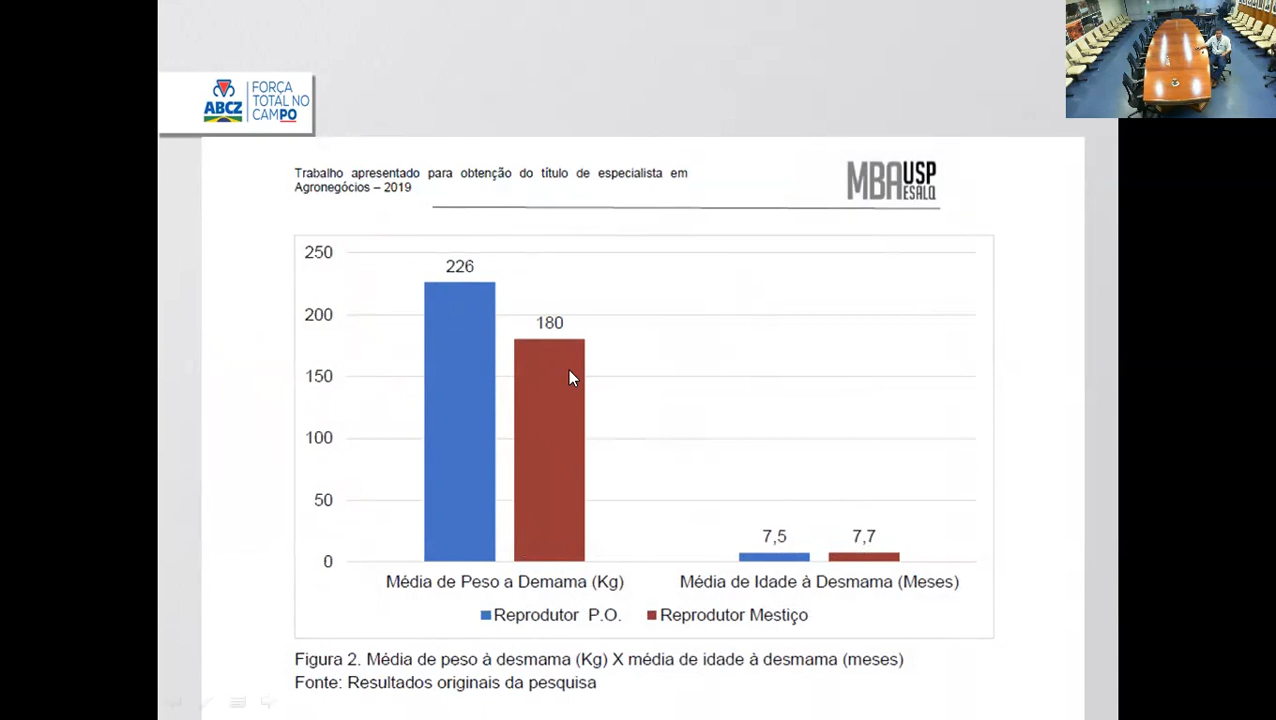 ABCZ
FORÇA
TOTAL NO
CAMPO
Trabalho apresentado para obtenção do título de especialista em
Agronegócios – 2019
MBA USP
ESALQ
250
226
200
180
150
100
50
7,5
7,7
0
Média de Peso a Demama (Kg)
Média de Idade à Desmama (Meses)
Reprodutor P.O.
Reprodutor Mestiço
Figura 2. Média de peso à desmama (Kg) X média de idade à desmama (meses)
Fonte: Resultados originais da pesquisa